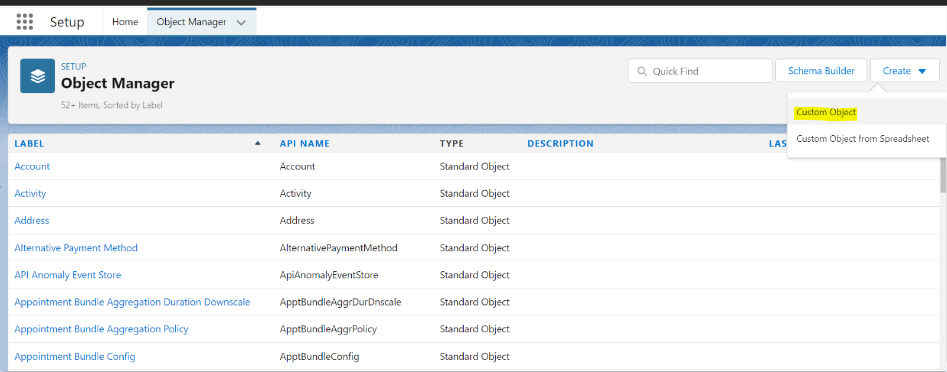 Setup Home Object Manager
SETUP
Object Manager
52+ Items, Sorted by Label
Quick Find Schema Builder Create
Custom Object
Custom Object from Spreadsheet
LABEL API NAME TYPE DESCRIPTION LAS
Account Account Standard Object
Activity Activity Standard Object
Address Address Standard Object
Alternative Payment Method AlternativePaymentMethod Standard Object
API Anomaly Event Store ApiAnomalyEventStore Standard Object
Appointment Bundle Aggregation Duration Downscale ApptBundleAggrDurDnscale Standard Object
Appointment Bundle Aggregation Policy ApptBundleAggrPolicy Standard Object
Appointment Bundle Config ApptBundleConfig Standard Object